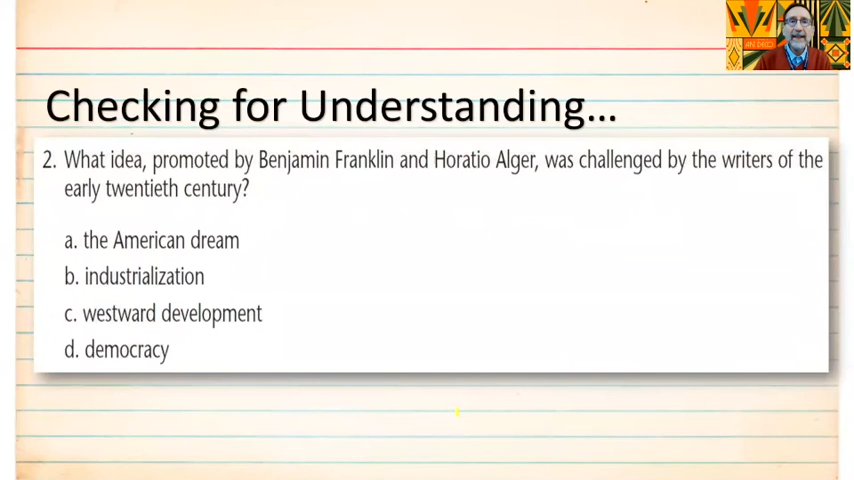 Checking for Understanding...
2. What idea, promoted by Benjamin Franklin and Horatio Alger, was challenged by the writers of the
early twentieth century?
a. the American dream
b. industrialization
c. westward development
d. democracy